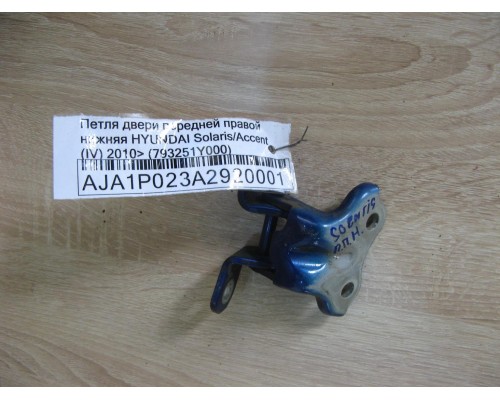 Петля двери передней правой
нижняя HYUNDAI Solaris/Accent
(IV) 2010> (793251Y000)
AJA1P023A2920001
П.П.Н.